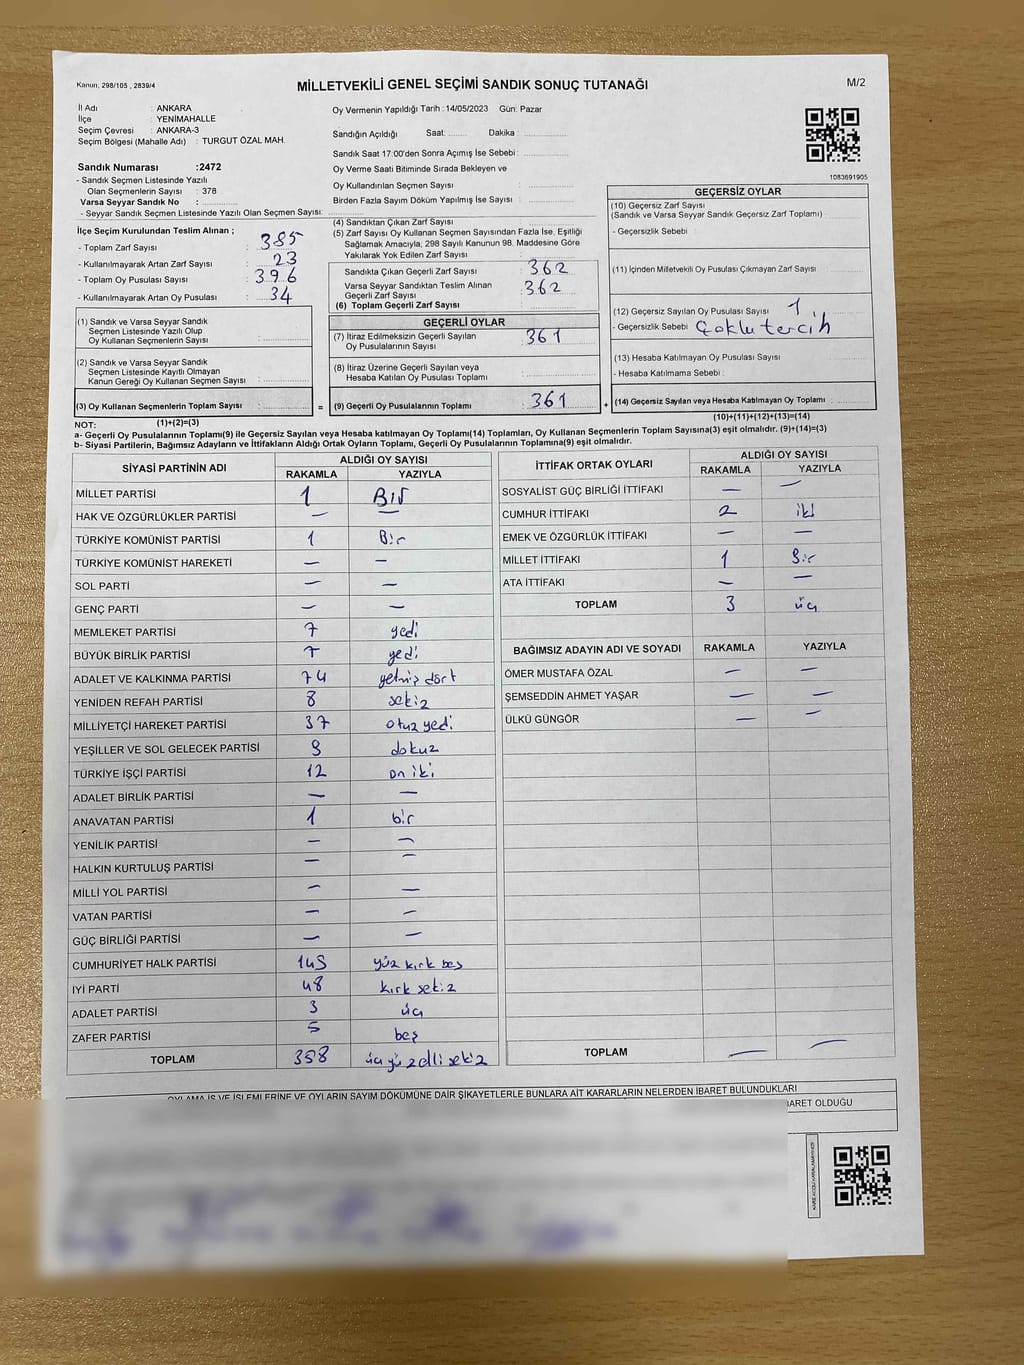 Kanun, 298/105 , 2839/4
MİLLETVEKİLİ GENEL SEÇİMİ SANDIK SONUÇ TUTANAĞI
M/2
İl Adı : ANKARA
İlçe : YENİMAHALLE
Seçim Çevresi : ANKARA-3
Seçim Bölgesi (Mahalle Adı) : TURGUT ÖZAL MAH.
Sandık Numarası :2472
- Sandık Seçmen Listesinde Yazılı
Olan Seçmenlerin Sayısı : 378
Varsa Seyyar Sandık No :
- Seyyar Sandık Seçmen Listesinde Yazılı Olan Seçmen Sayısı:
Oy Vermenin Yapıldığı Tarih : 14/05/2023 Gün: Pazar
Sandığın Açıldığı Saat: Dakika :
Sandık Saat 17:00'den Sonra Açımış İse Sebebi :
Oy Verme Saati Bitiminde Sırada Bekleyen ve
Oy Kullandırılan Seçmen Sayısı :
Birden Fazla Sayım Döküm Yapılmış İse Sayısı :
1083691905
İlçe Seçim Kurulundan Teslim Alınan ;
- Toplam Zarf Sayısı : 385
- Kullanılmayarak Artan Zarf Sayısı : 23
- Toplam Oy Pusulası Sayısı : 396
- Kullanılmayarak Artan Oy Pusulası : 34
(1) Sandık ve Varsa Seyyar Sandık
Seçmen Listesinde Yazılı Olup
Oy Kullanan Seçmenlerin Sayısı :
(2) Sandık ve Varsa Seyyar Sandık
Seçmen Listesinde Kayıtlı Olmayan
Kanun Gereği Oy Kullanan Seçmen Sayısı :
(3) Oy Kullanan Seçmenlerin Toplam Sayısı : =
(4) Sandıktan Çıkan Zarf Sayısı :
(5) Zarf Sayısı Oy Kullanan Seçmen Sayısından Fazla İse, Eşitliği
Sağlamak Amacıyla, 298 Sayılı Kanunun 98. Maddesine Göre
Yakılarak Yok Edilen Zarf Sayısı :
Sandıkta Çıkan Geçerli Zarf Sayısı : 362
Varsa Seyyar Sandıktan Teslim Alınan
Geçerli Zarf Sayısı : 362
(6) Toplam Geçerli Zarf Sayısı :
GEÇERLİ OYLAR
(7) İtiraz Edilmeksizin Geçerli Sayılan
Oy Pusulalarının Sayısı : 361
(8) İtiraz Üzerine Geçerli Sayılan veya
Hesaba Katılan Oy Pusulası Toplamı :
(9) Geçerli Oy Pusulalarının Toplamı : 361 +
GEÇERSİZ OYLAR
(10) Geçersiz Zarf Sayısı
(Sandık ve Varsa Seyyar Sandık Geçersiz Zarf Toplamı) :
- Geçersizlik Sebebi :
(11) İçinden Milletvekili Oy Pusulası Çıkmayan Zarf Sayısı :
(12) Geçersiz Sayılan Oy Pusulası Sayısı : 1
- Geçersizlik Sebebi : Çoklu tercih
(13) Hesaba Katılmayan Oy Pusulası Sayısı :
- Hesaba Katılmama Sebebi :
(14) Geçersiz Sayılan veya Hesaba Katılmayan Oy Toplamı :
NOT: (1)+(2)=(3) (10)+(11)+(12)+(13)=(14)
a- Geçerli Oy Pusulalarının Toplamı(9) ile Geçersiz Sayılan veya Hesaba katılmayan Oy Toplamı(14) Toplamları, Oy Kullanan Seçmenlerin Toplam Sayısına(3) eşit olmalıdır. (9)+(14)=(3)
b- Siyasi Partilerin, Bağımsız Adayların ve İttifakların Aldığı Ortak Oyların Toplamı, Geçerli Oy Pusulalarının Toplamına(9) eşit olmalıdır.
SİYASİ PARTİNİN ADI ALDIĞI OY SAYISI
RAKAMLA YAZIYLA
MİLLET PARTİSİ 1 Bir
HAK VE ÖZGÜRLÜKLER PARTİSİ — —
TÜRKİYE KOMÜNİST PARTİSİ 1 Bir
TÜRKİYE KOMÜNİST HAREKETİ — —
SOL PARTİ — —
GENÇ PARTİ — —
MEMLEKET PARTİSİ 7 yedi
BÜYÜK BİRLİK PARTİSİ 7 yedi
ADALET VE KALKINMA PARTİSİ 74 yetmiş dört
YENİDEN REFAH PARTİSİ 8 sekiz
MİLLİYETÇİ HAREKET PARTİSİ 37 otuz yedi
YEŞİLLER VE SOL GELECEK PARTİSİ 9 dokuz
TÜRKİYE İŞÇİ PARTİSİ 12 on iki
ADALET BİRLİK PARTİSİ — —
ANAVATAN PARTİSİ 1 bir
YENİLİK PARTİSİ — —
HALKIN KURTULUŞ PARTİSİ — —
MİLLİ YOL PARTİSİ — —
VATAN PARTİSİ — —
GÜÇ BİRLİĞİ PARTİSİ — —
CUMHURİYET HALK PARTİSİ 145 yüz kırk beş
İYİ PARTİ 48 kırk sekiz
ADALET PARTİSİ 3 üç
ZAFER PARTİSİ 5 beş
TOPLAM 358 üç yüz elli sekiz
İTTİFAK ORTAK OYLARI ALDIĞI OY SAYISI
RAKAMLA YAZIYLA
SOSYALİST GÜÇ BİRLİĞİ İTTİFAKI — —
CUMHUR İTTİFAKI 2 iki
EMEK VE ÖZGÜRLÜK İTTİFAKI — —
MİLLET İTTİFAKI 1 Bir
ATA İTTİFAKI — —
TOPLAM 3 üç
BAĞIMSIZ ADAYIN ADI VE SOYADI RAKAMLA YAZIYLA
ÖMER MUSTAFA ÖZAL — —
ŞEMSEDDİN AHMET YAŞAR — —
ÜLKÜ GÜNGÖR — —
TOPLAM — —
OYLAMA İŞ VE İŞLEMLERİNE VE OYLARIN SAYIM DÖKÜMÜNE DAİR ŞİKAYETLERLE BUNLARA AİT KARARLARIN NELERDEN İBARET BULUNDUKLARI
OLDUĞU